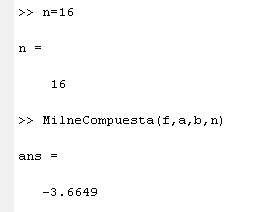 >> n=16
n =
16
>> MilneCompuesta(f,a,b,n)
ans =
-3.6649